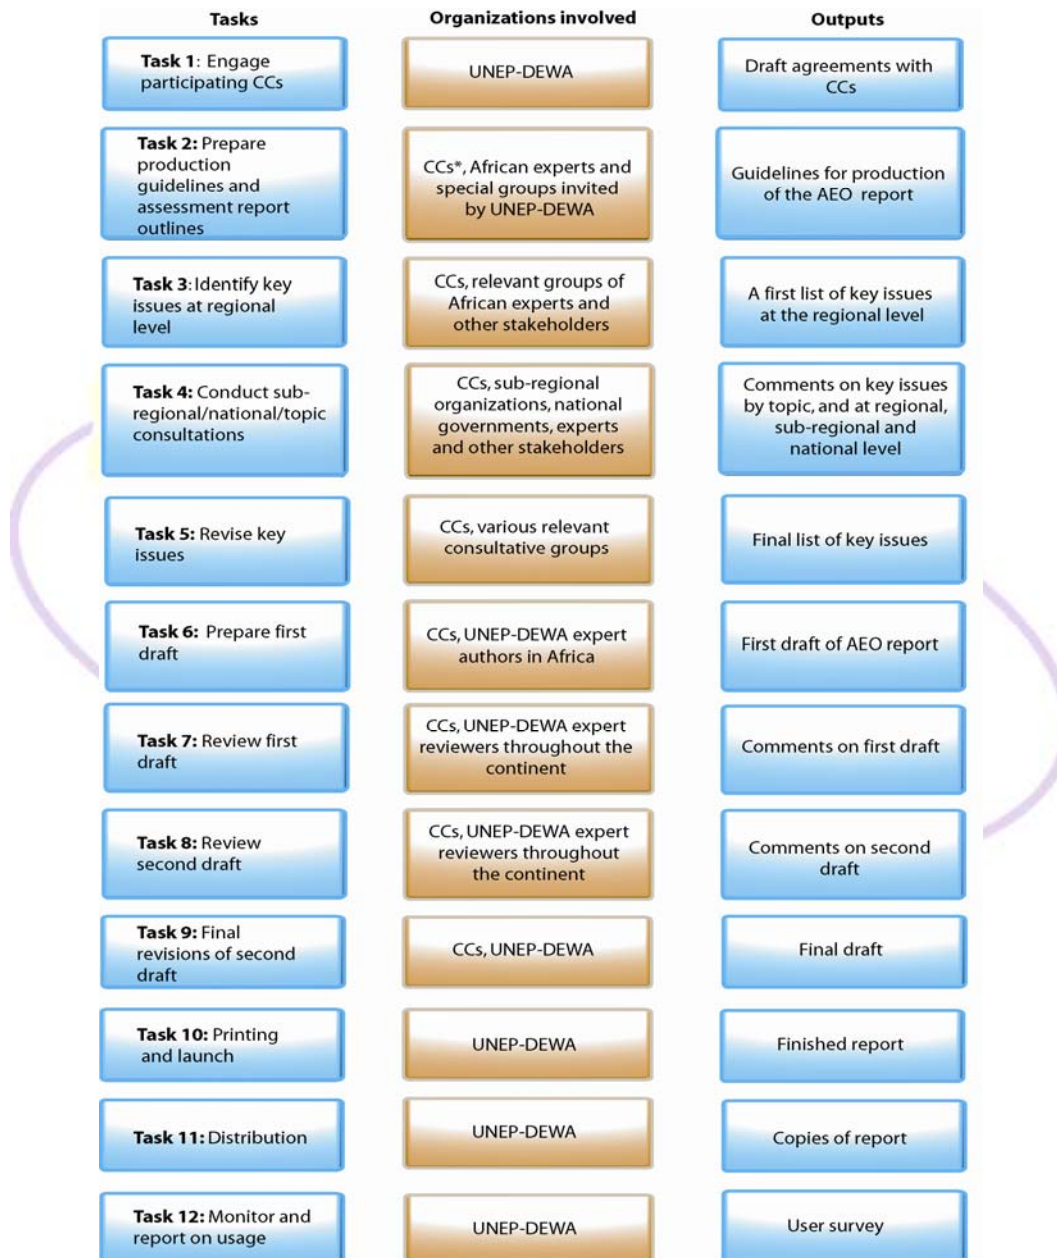 Tasks
Organizations involved
Outputs
Task 1: Engage
participating CCs
UNEP-DEWA
Draft agreements with
CCs
Task 2: Prepare
production
guidelines and
assessment report
outlines
CCs*, African experts and
special groups invited
by UNEP-DEWA
Guidelines for production
of the AEO report
Task 3: Identify key
issues at regional
level
CCs, relevant groups of
African experts and
other stakeholders
A first list of key issues
at the regional level
Task 4: Conduct sub-
regional/national/topic
consultations
CCs, sub-regional
organizations, national
governments, experts
and other stakeholders
Comments on key issues
by topic, and at regional,
sub-regional and
national level
Task 5: Revise key
issues
CCs, various relevant
consultative groups
Final list of key issues
Task 6: Prepare first
draft
CCs, UNEP-DEWA expert
authors in Africa
First draft of AEO report
Task 7: Review first
draft
CCs, UNEP-DEWA expert
reviewers throughout the
continent
Comments on first draft
Task 8: Review
second draft
CCs, UNEP-DEWA expert
reviewers throughout
the continent
Comments on second
draft
Task 9: Final
revisions of second
draft
CCs, UNEP-DEWA
Final draft
Task 10: Printing
and launch
UNEP-DEWA
Finished report
Task 11: Distribution
UNEP-DEWA
Copies of report
Task 12: Monitor and
report on usage
UNEP-DEWA
User survey